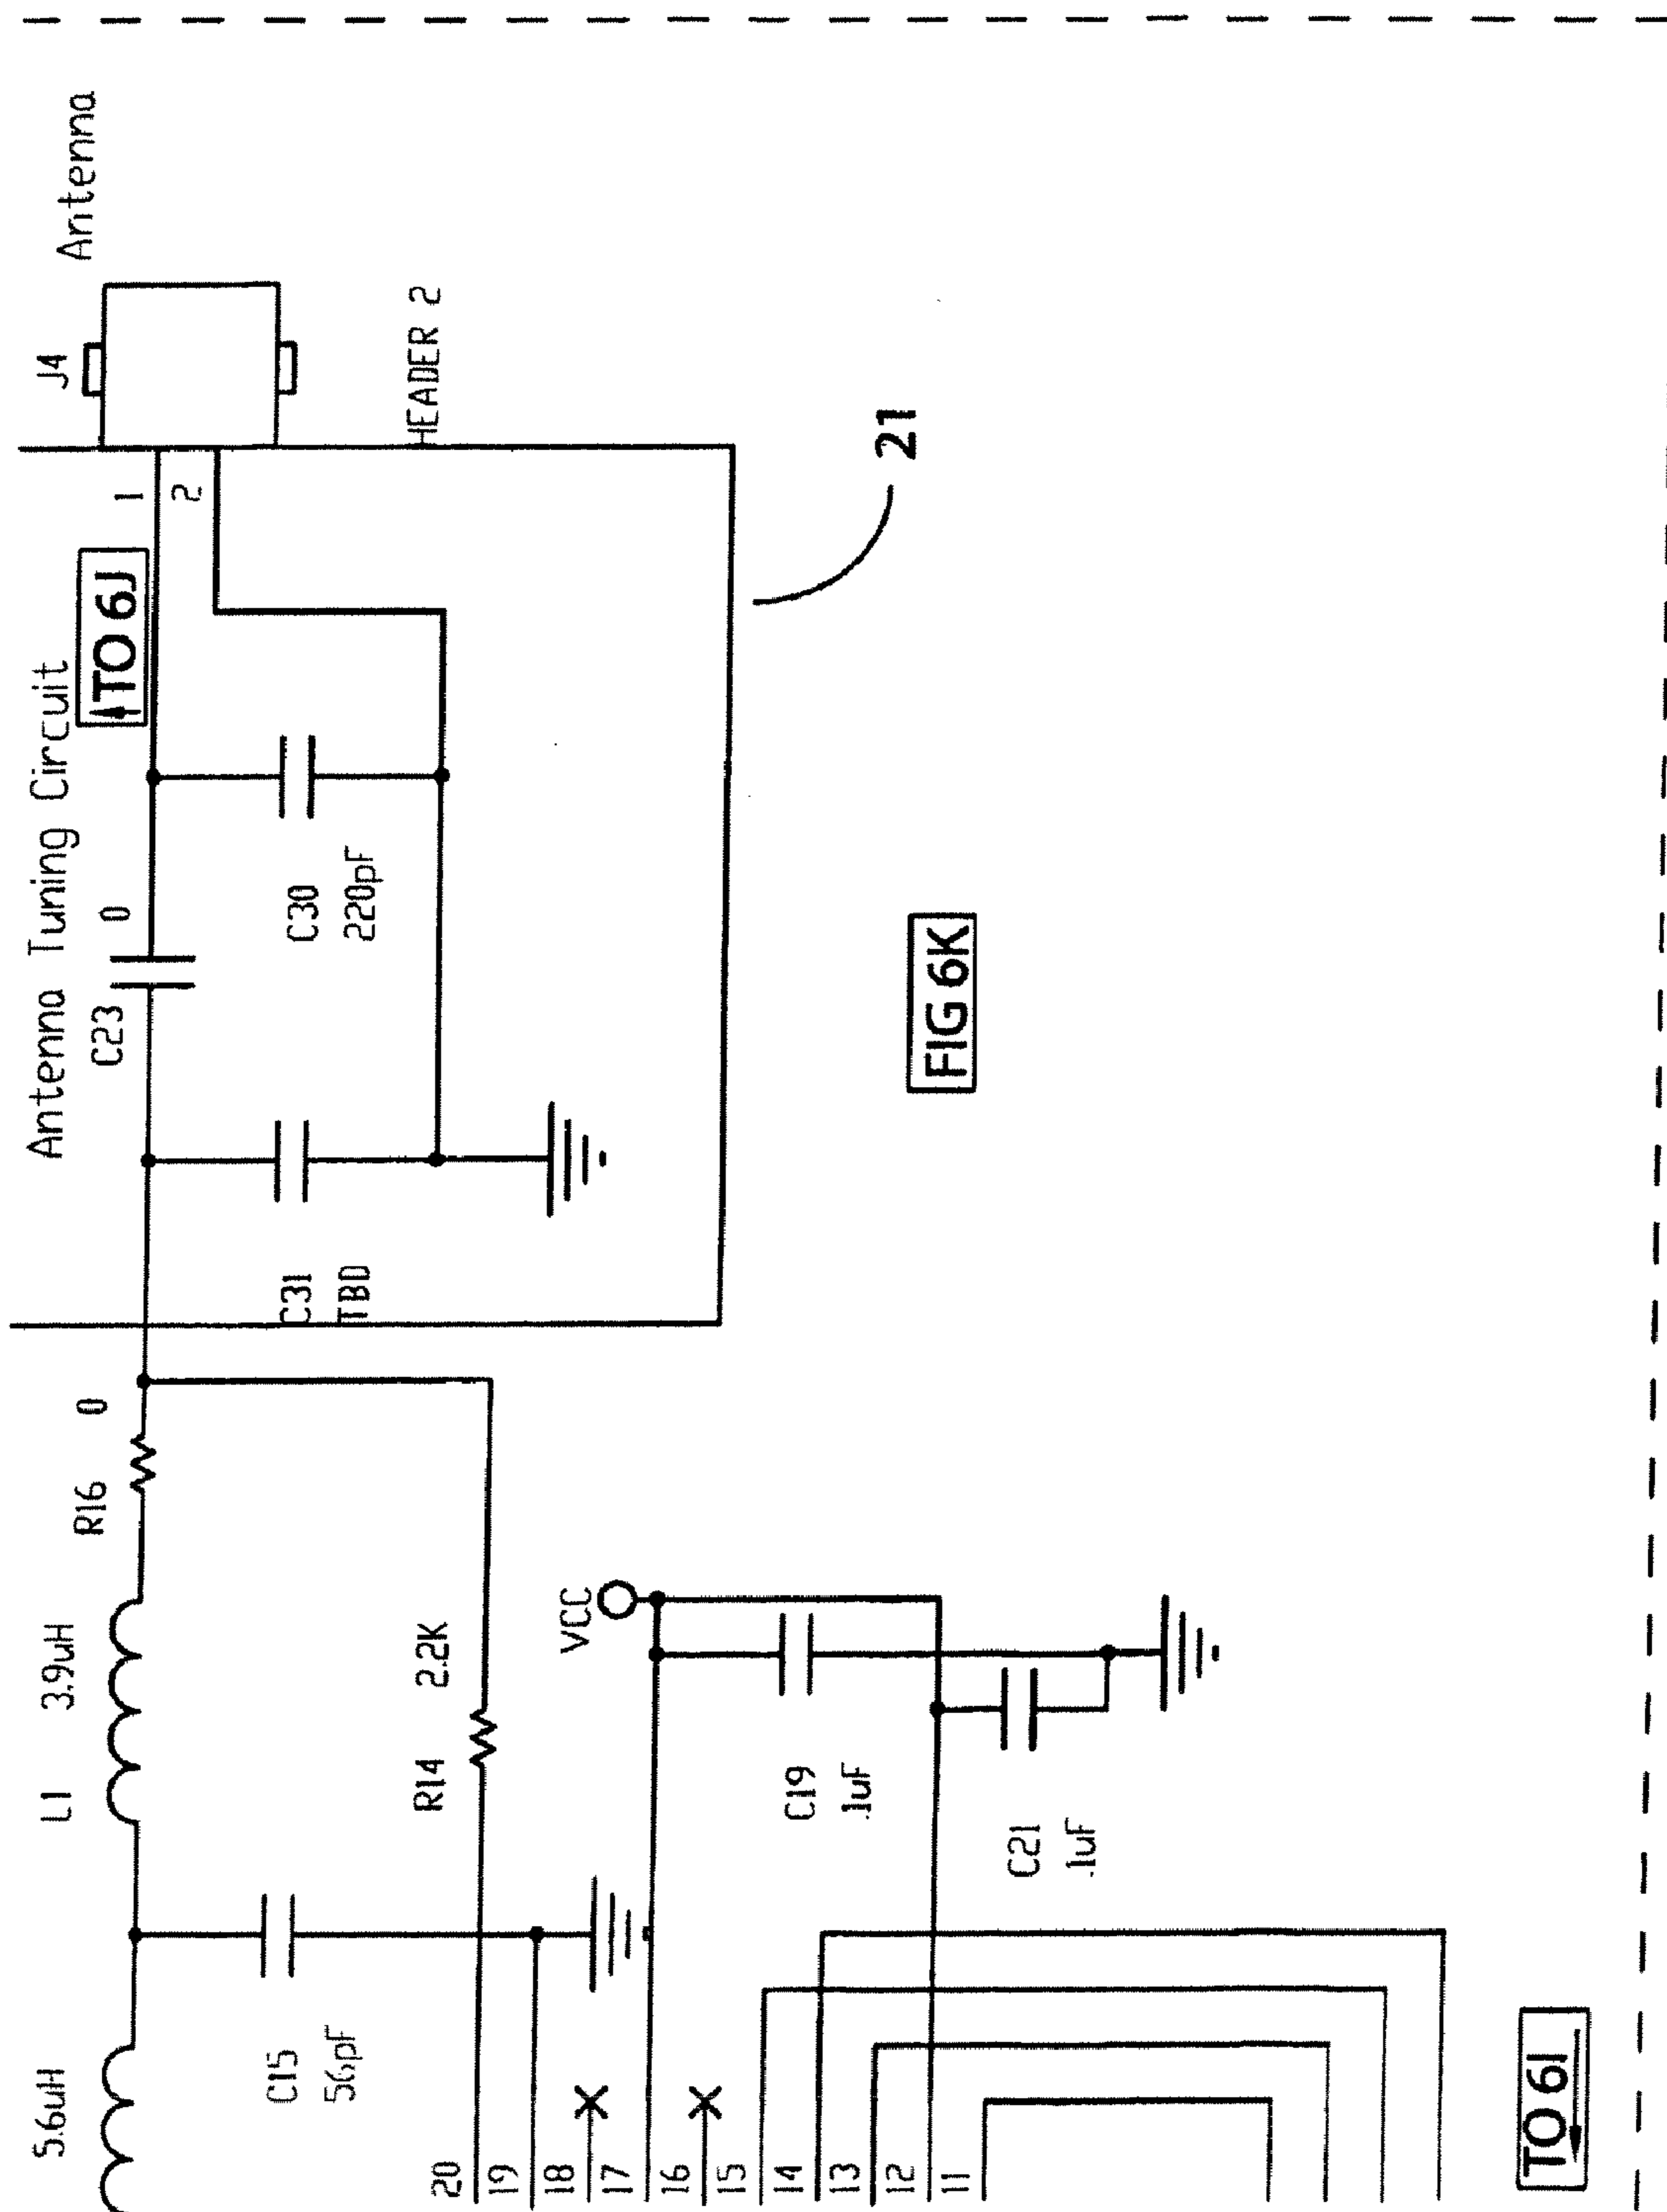 Antenna Tuning Circuit
Antenna
J4
TO 6J
1
2
HEADER 2
C23
0
C30
220pF
C31
TBD
21
5.6uH
L1
3.9uH
R16
0
C15
56pF
R14
2.2K
VCC
C19
.1uF
C21
.1uF
20
19
18
17
16
15
14
13
12
11
FIG 6K
TO 6I